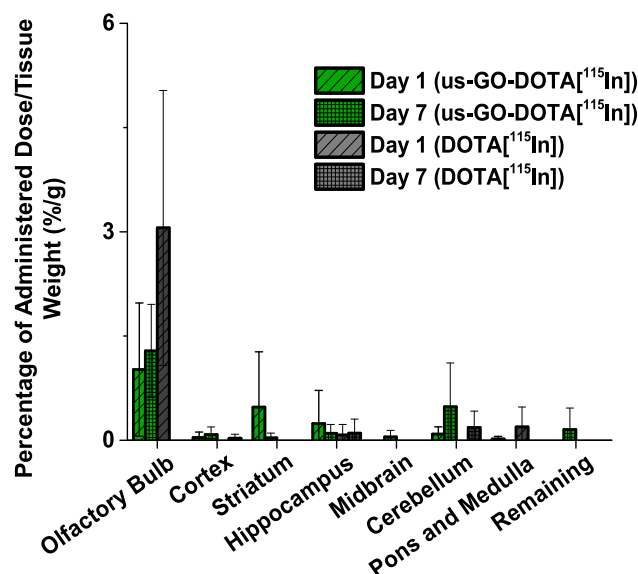 Percentage of Administered Dose/Tissue
Weight (%/g)
6
3
0
Day 1 (us-GO-DOTA[¹¹⁵In])
Day 7 (us-GO-DOTA[¹¹⁵In])
Day 1 (DOTA[¹¹⁵In])
Day 7 (DOTA[¹¹⁵In])
Olfactory Bulb
Cortex
Striatum
Hippocampus
Midbrain
Cerebellum
Pons and Medulla
Remaining